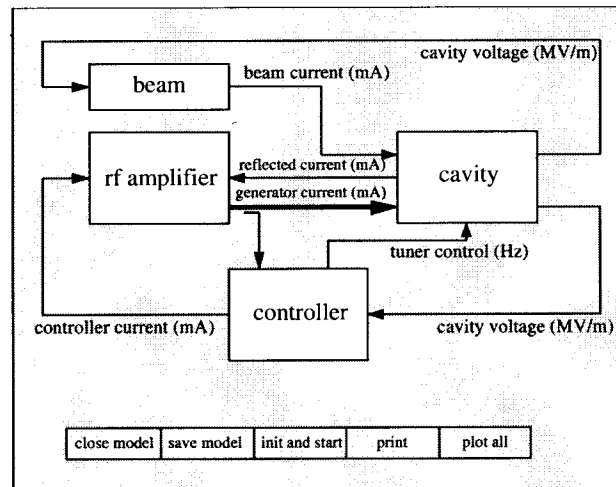 cavity voltage (MV/m)
beam current (mA)
beam
reflected current (mA)
rf amplifier
cavity
generator current (mA)
tuner control (Hz)
controller
controller current (mA)
cavity voltage (MV/m)
close model
save model
init and start
print
plot all